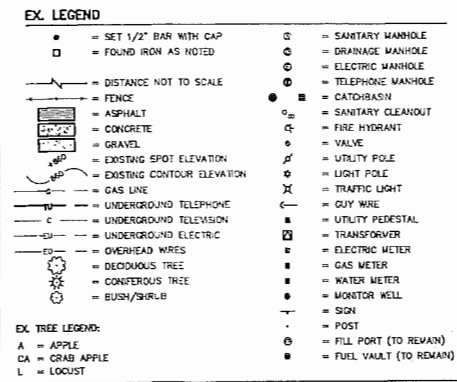 EX. LEGEND
= SET 1/2" BAR WITH CAP
= FOUND IRON AS NOTED
= DISTANCE NOT TO SCALE
= FENCE
= ASPHALT
= CONCRETE
= GRAVEL
= EXISTING SPOT ELEVATION
860 = EXISTING CONTOUR ELEVATION
G = GAS LINE
TU = UNDERGROUND TELEPHONE
C = UNDERGROUND TELEVISION
EU = UNDERGROUND ELECTRIC
EO = OVERHEAD WIRES
= DECIDUOUS TREE
= CONIFEROUS TREE
= BUSH/SHRUB
EX. TREE LEGEND:
A = APPLE
CA = CRAB APPLE
L = LOCUST
= SANITARY MANHOLE
= DRAINAGE MANHOLE
= ELECTRIC MANHOLE
= TELEPHONE MANHOLE
= CATCHBASIN
= SANITARY CLEANOUT
= FIRE HYDRANT
= VALVE
= UTILITY POLE
= LIGHT POLE
= TRAFFIC LIGHT
= GUY WIRE
= UTILITY PEDESTAL
= TRANSFORMER
= ELECTRIC METER
= GAS METER
= WATER METER
= MONITOR WELL
= SIGN
= POST
= FILL PORT (TO REMAIN)
= FUEL VAULT (TO REMAIN)